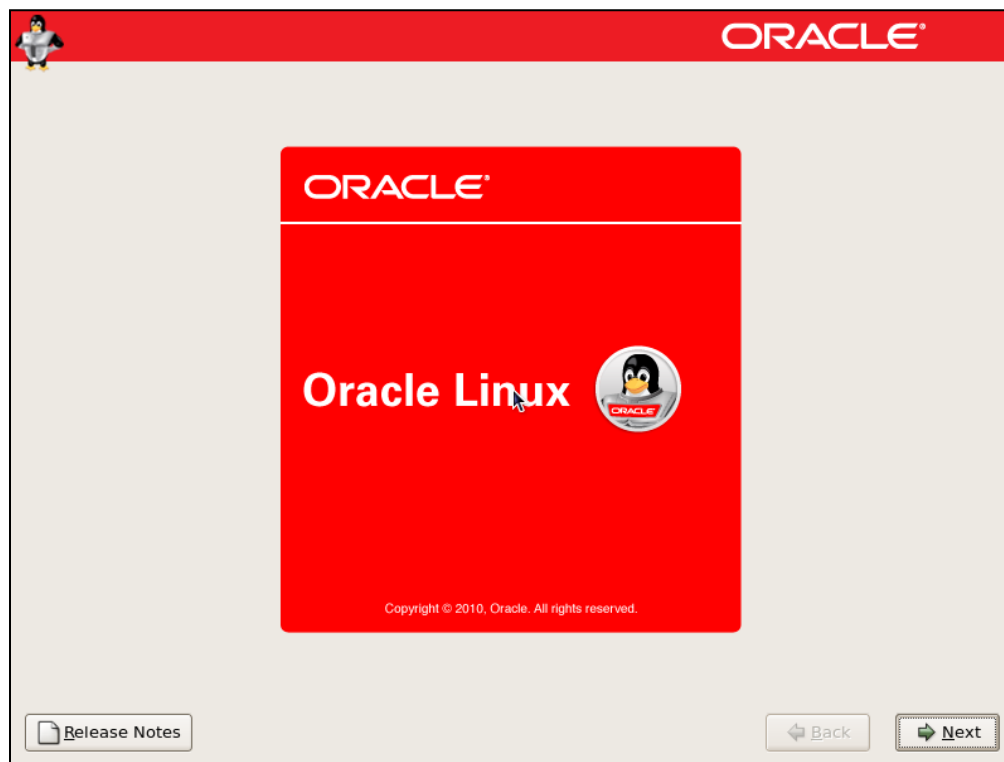 ORACLE®
ORACLE®
Oracle Linux
ORACLE
Copyright © 2010, Oracle. All rights reserved.
Release Notes
Back
Next